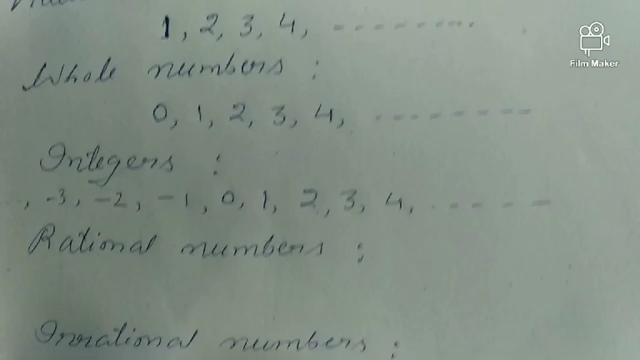 1, 2, 3, 4, --------
Film Maker
Whole numbers :
0, 1, 2, 3, 4, --------
Integers :
, -3, -2, -1, 0, 1, 2, 3, 4, -----
Rational numbers :
Irrational numbers :